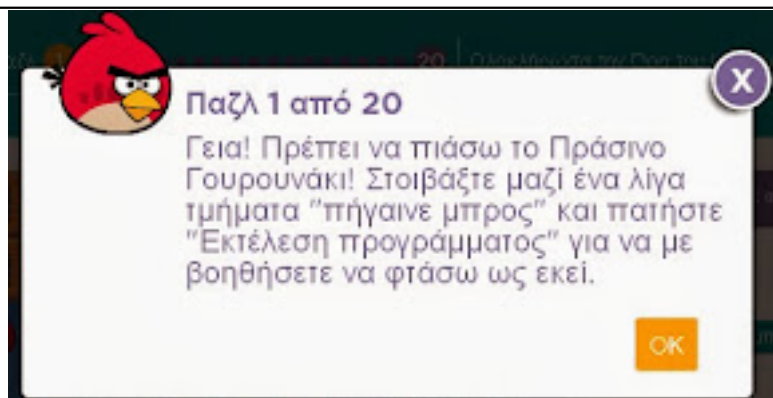 20
Παζλ 1 από 20
X
Γεια! Πρέπει να πιάσω το Πράσινο
Γουρουνάκι! Στοιβάξτε μαζί ένα λίγα
τμήματα "πήγαινε μπρος" και πατήστε
"Εκτέλεση προγράμματος" για να με
βοηθήσετε να φτάσω ως εκεί.
OK